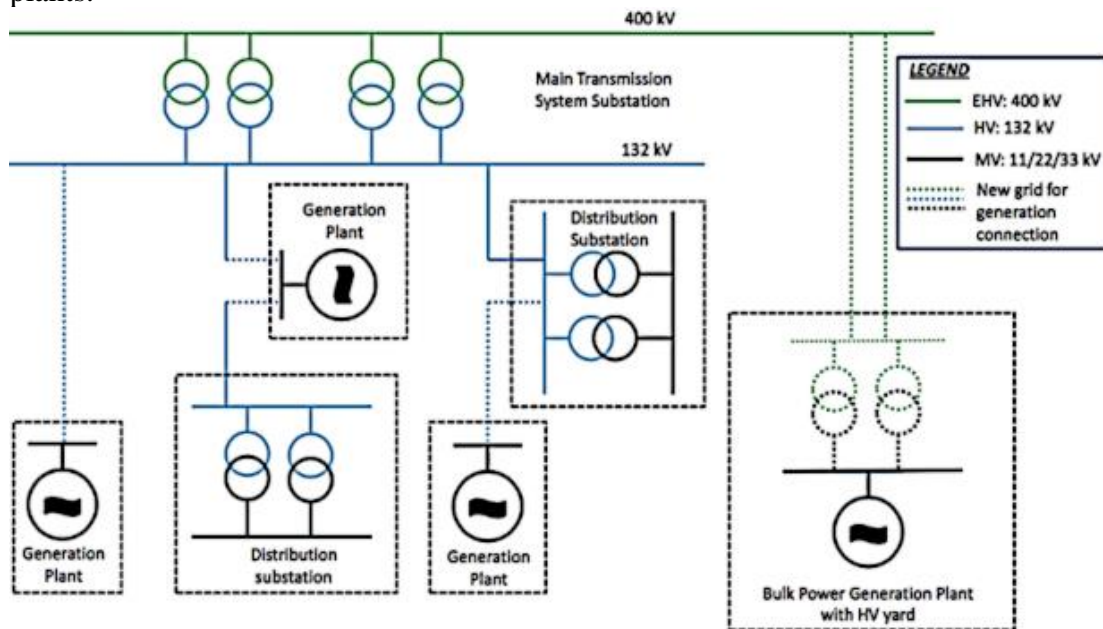 plants.
400 kV
Main Transmission
System Substation
LEGEND
EHV: 400 kV
HV: 132 kV
MV: 11/22/33 kV
New grid for
generation
connection
132 kV
Generation
Plant
Distribution
Substation
Generation
Plant
Distribution
substation
Generation
Plant
Bulk Power Generation Plant
with HV yard